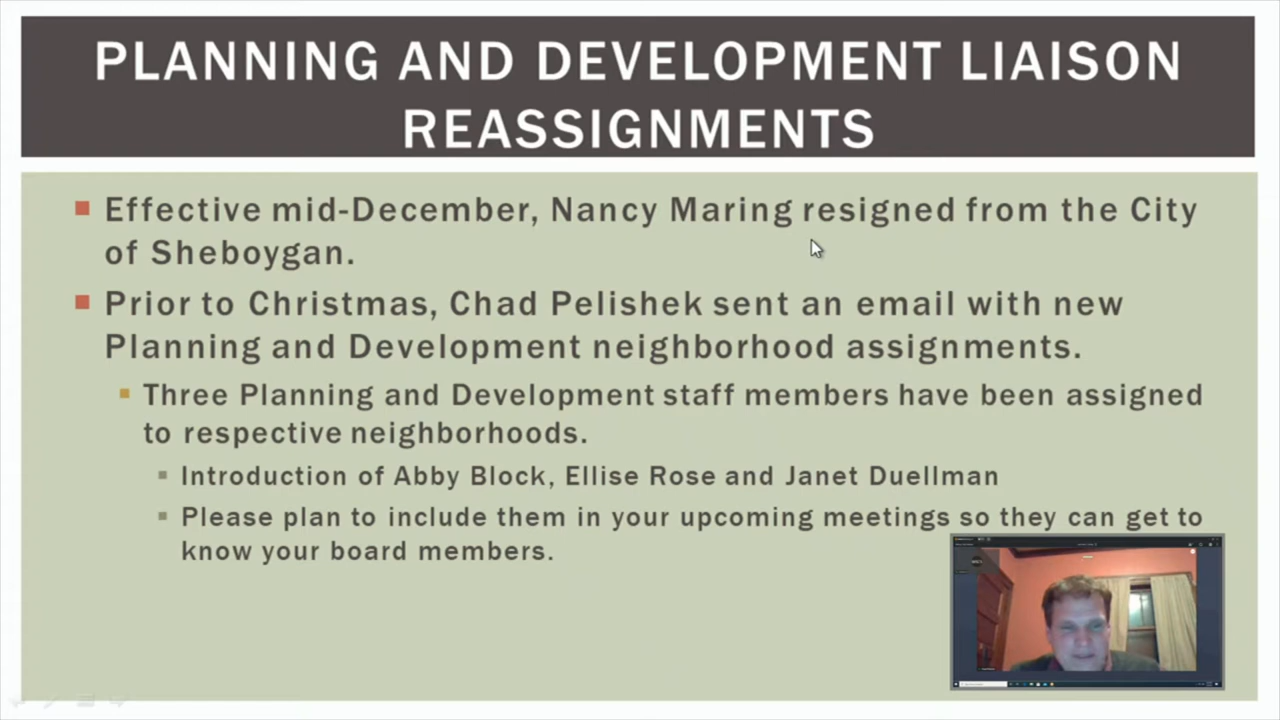 PLANNING AND DEVELOPMENT LIAISON
REASSIGNMENTS
Effective mid-December, Nancy Maring resigned from the City
of Sheboygan.
Prior to Christmas, Chad Pelishek sent an email with new
Planning and Development neighborhood assignments.
Three Planning and Development staff members have been assigned
to respective neighborhoods.
Introduction of Abby Block, Ellise Rose and Janet Duellman
Please plan to include them in your upcoming meetings so they can get to
know your board members.